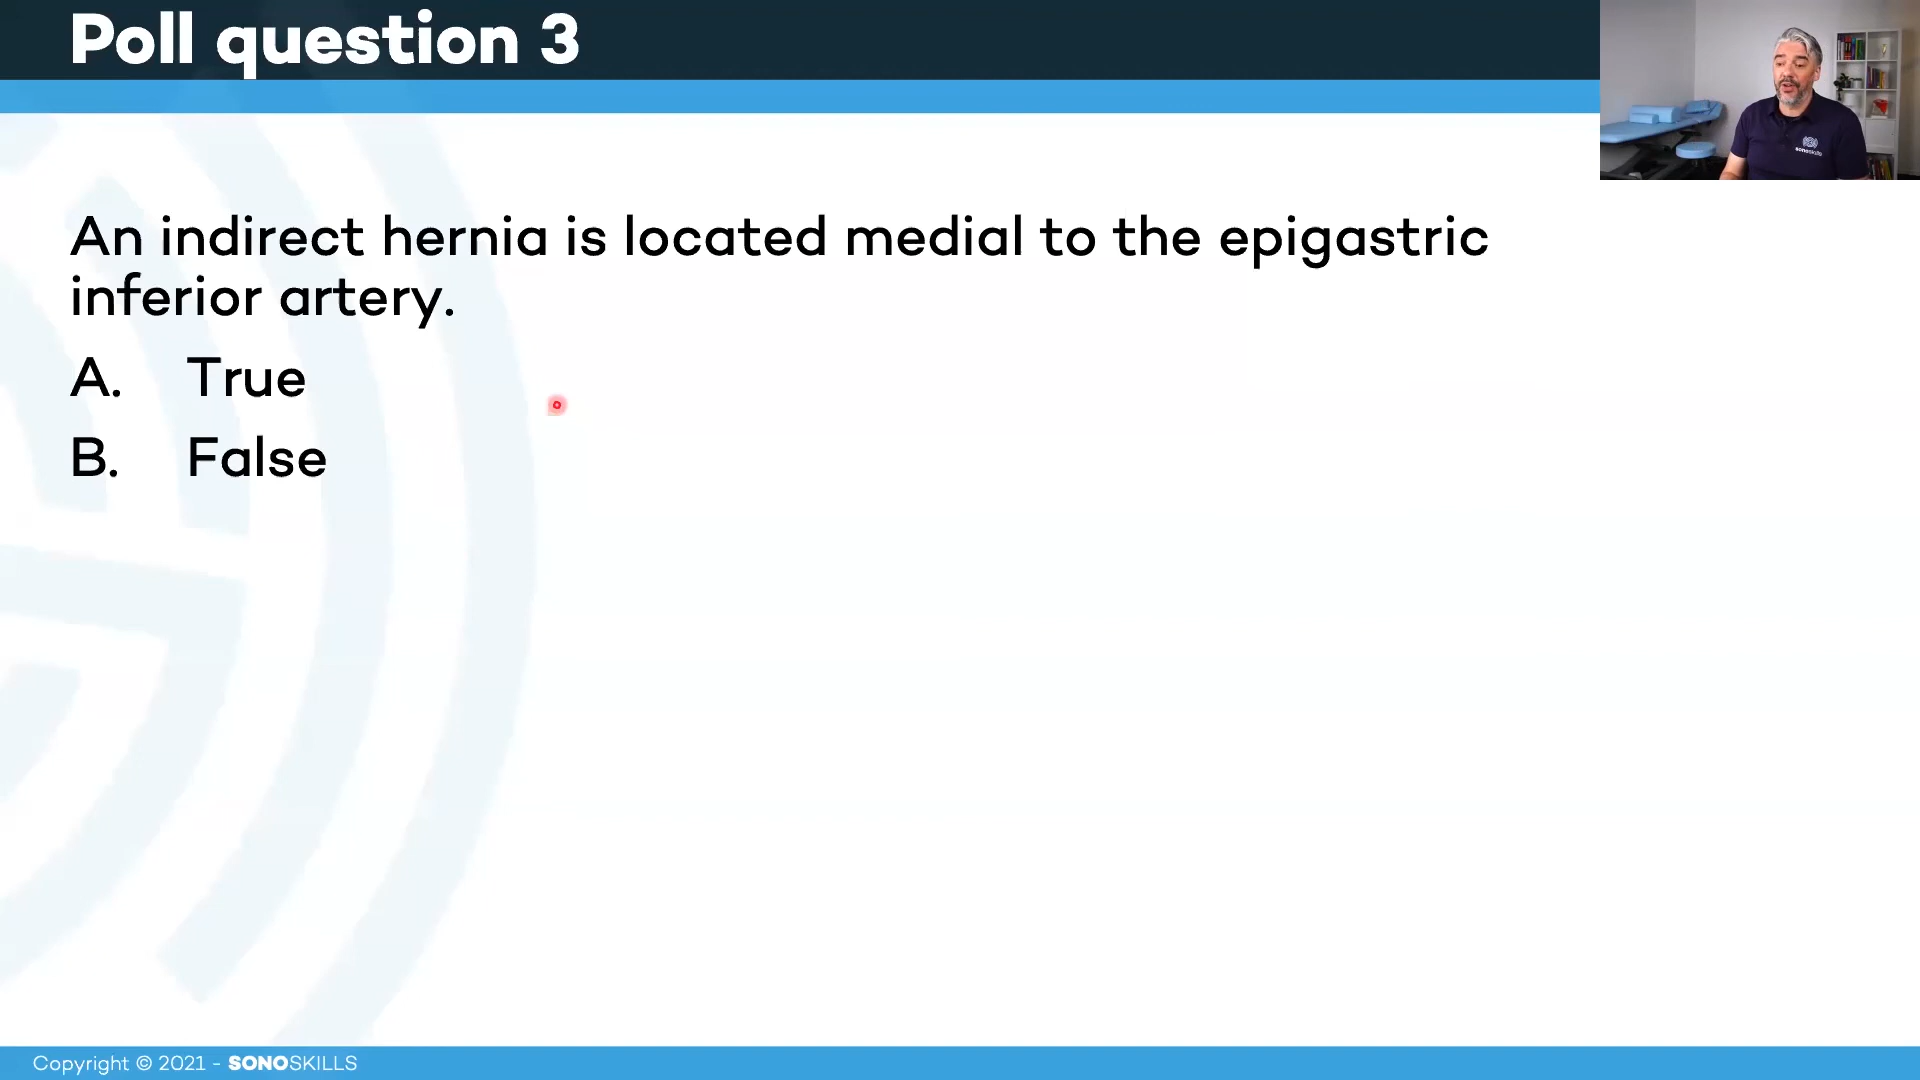 Poll question 3
An indirect hernia is located medial to the epigastric
inferior artery.
A. True
B. False
sonoskills
Copyright © 2021 - SONOSKILLS